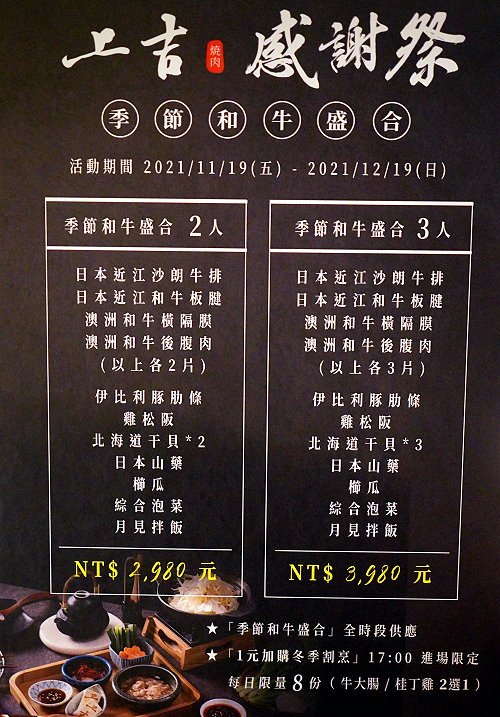 上吉 燒肉 感謝祭
季節和牛盛合
活動期間 2021/11/19(五) - 2021/12/19(日)
季節和牛盛合 2人
日本近江沙朗牛排
日本近江和牛板腱
澳洲和牛橫隔膜
澳洲和牛後腹肉
(以上各2片)
伊比利豚肋條
雞松阪
北海道干貝*2
日本山藥
櫛瓜
綜合泡菜
月見拌飯
NT$ 2,980 元
季節和牛盛合 3人
日本近江沙朗牛排
日本近江和牛板腱
澳洲和牛橫隔膜
澳洲和牛後腹肉
(以上各3片)
伊比利豚肋條
雞松阪
北海道干貝*3
日本山藥
櫛瓜
綜合泡菜
月見拌飯
NT$ 3,980 元
★「季節和牛盛合」全時段供應
★「1元加購冬季割烹」17:00 進場限定
每日限量8份（牛大腸/桂丁雞 2選1）